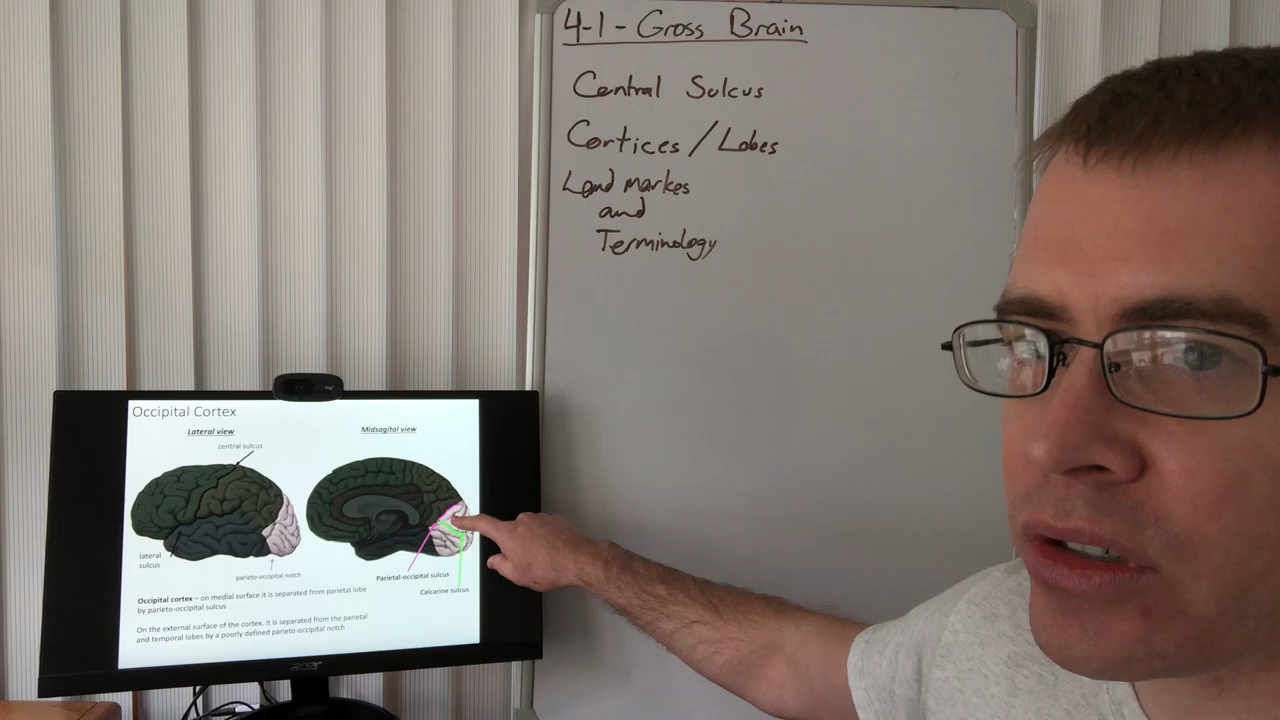 4-1- Gross Brain
Central Sulcus
Cortices / Lobes
Land markes
and
Terminology
Occipital Cortex
Lateral view
Midsagital view
central sulcus
lateral
sulcus
parieto-occipital notch
Parietal-occipital sulcus
Calcarine sulcus
Occipital cortex – on medial surface it is separated from parietal lobe
by parieto-occipital sulcus
On the external surface of the cortex, it is separated from the parietal
and temporal lobes by a poorly defined parieto-occipital notch
acer
logi